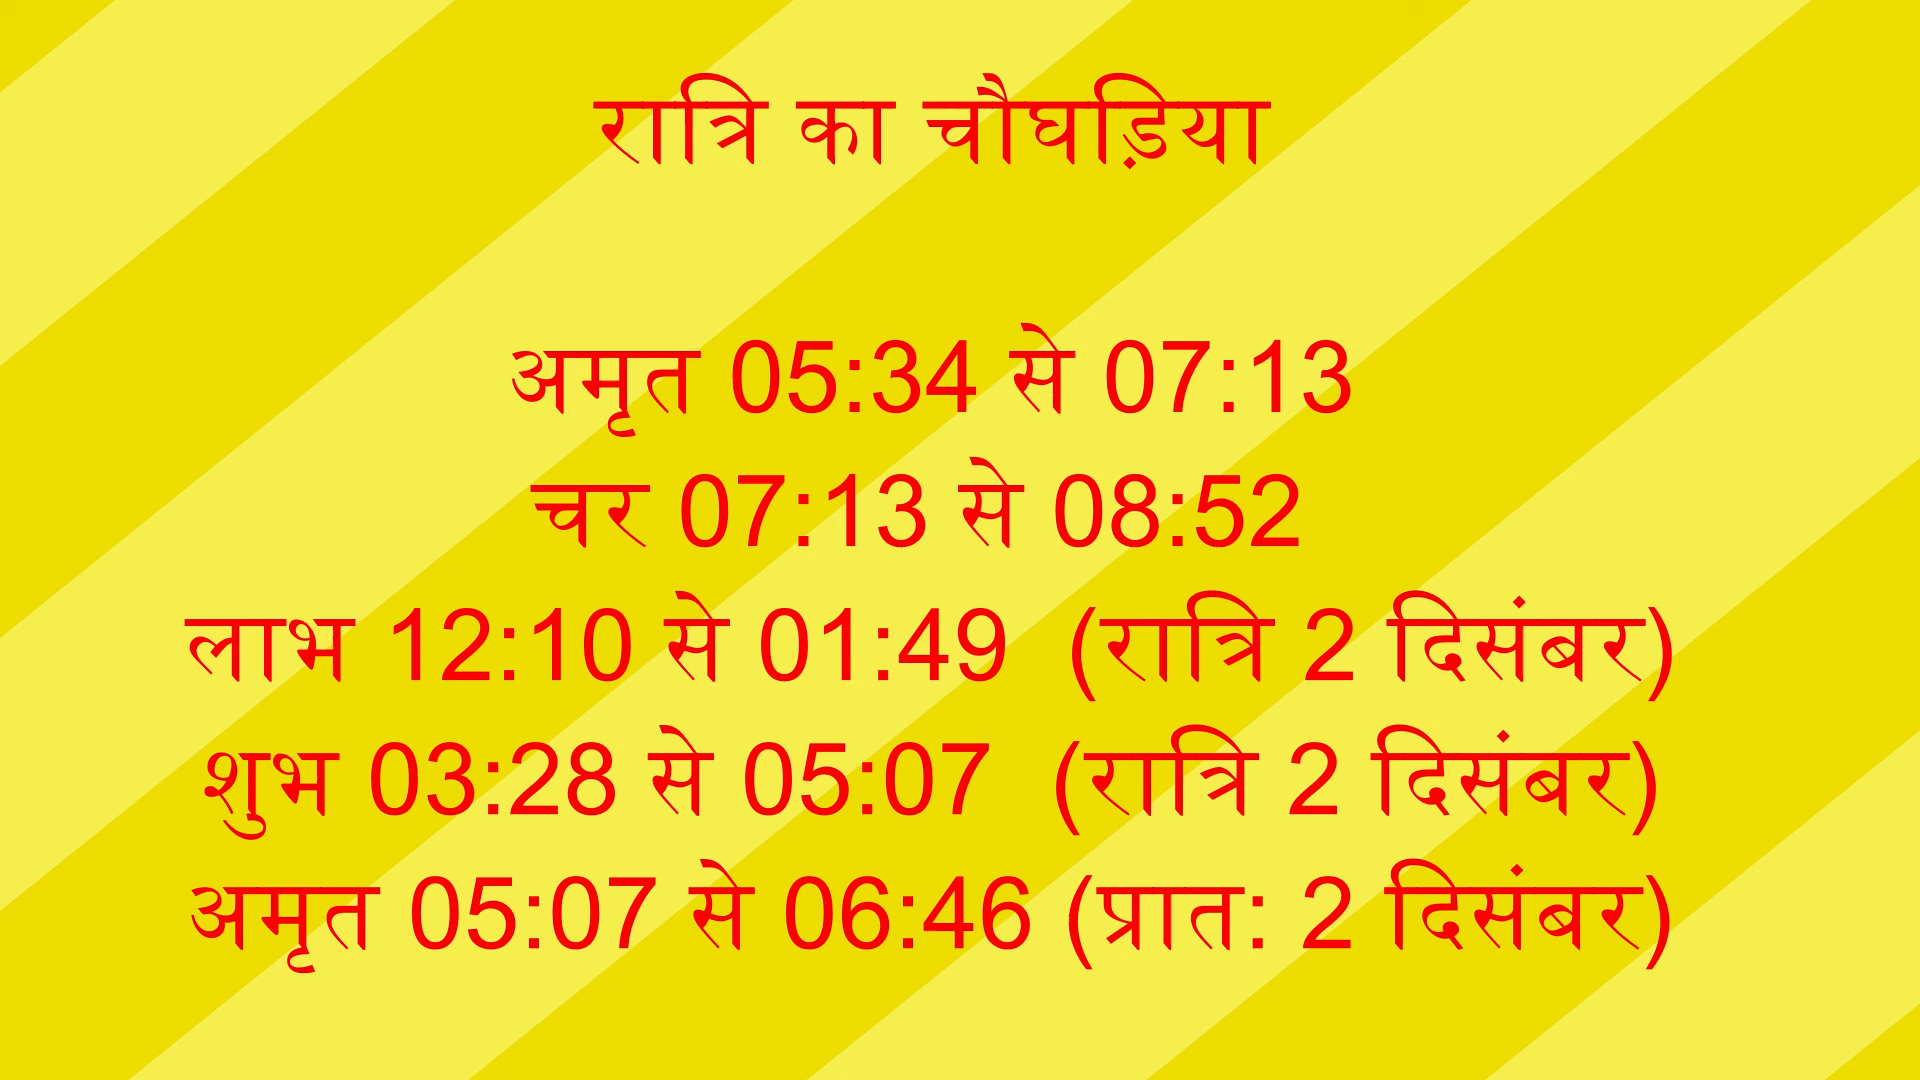 रात्रि का चौघड़िया
अमृत 05:34 से 07:13
चर 07:13 से 08:52
लाभ 12:10 से 01:49 (रात्रि 2 दिसंबर)
शुभ 03:28 से 05:07 (रात्रि 2 दिसंबर)
अमृत 05:07 से 06:46 (प्रात: 2 दिसंबर)